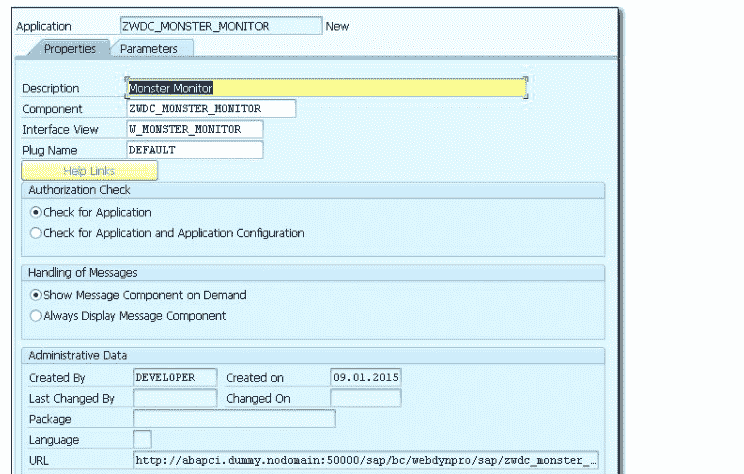 Application ZWDC_MONSTER_MONITOR New
Properties Parameters
Description Monster Monitor
Component ZWDC_MONSTER_MONITOR
Interface View W_MONSTER_MONITOR
Plug Name DEFAULT
Help Links
Authorization Check
Check for Application
Check for Application and Application Configuration
Handling of Messages
Show Message Component on Demand
Always Display Message Component
Administrative Data
Created By DEVELOPER Created on 09.01.2015
Last Changed By Changed On
Package
Language
URL http://abapci.dummy.nodomain:50000/sap/bc/webdynpro/sap/zwdc_monster_…